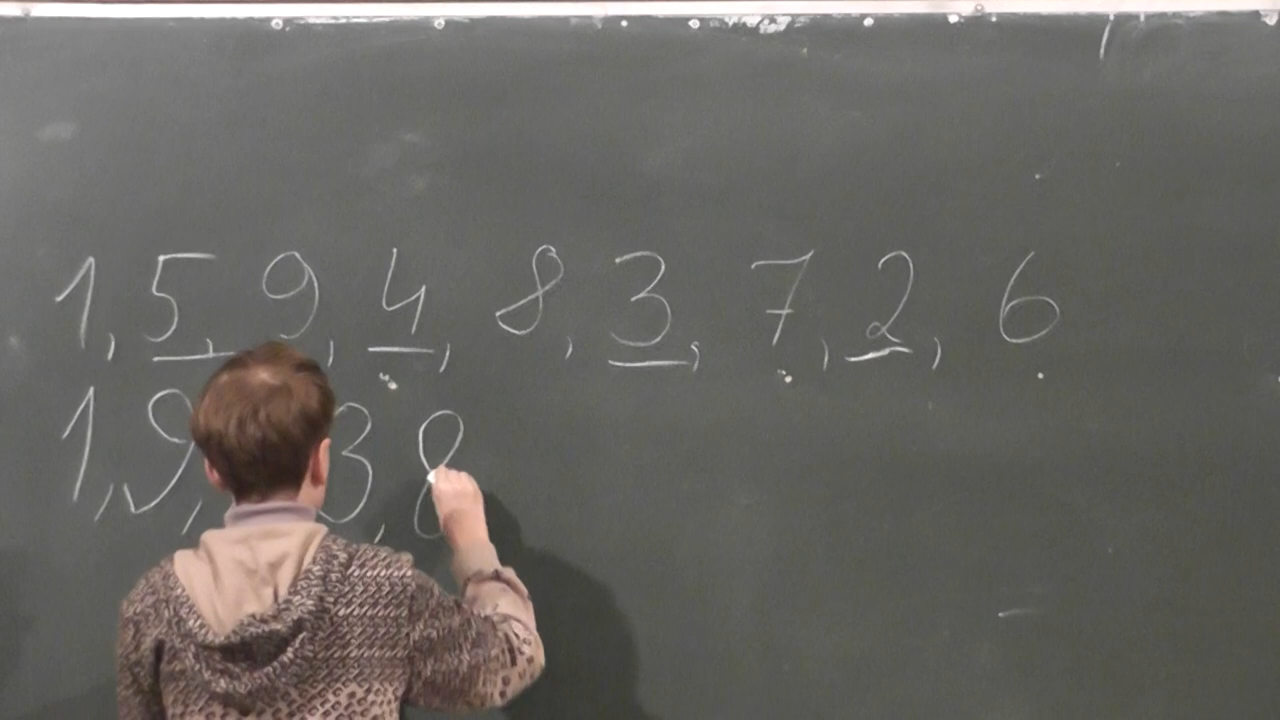 1, 5, 9, 4, 8, 3, 7, 2, 6
1, 9, 3, 8